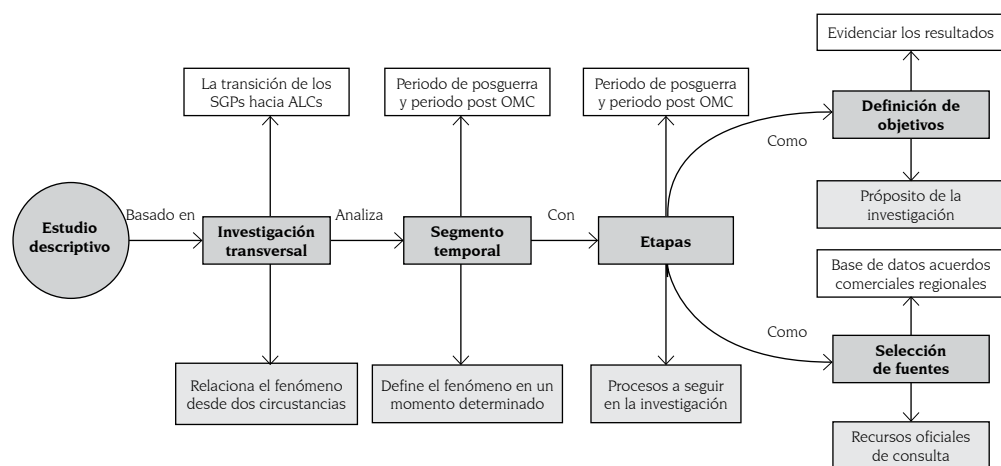 Evidenciar los resultados
La transición de los
SGPs hacia ALCs
Periodo de posguerra
y periodo post OMC
Periodo de posguerra
y periodo post OMC
Definición de
objetivos
Como
Própósito de la
investigación
Estudio
descriptivo
Basado en
Investigación
transversal
Analiza
Segmento
temporal
Con
Etapas
Base de datos acuerdos
comerciales regionales
Como
Selección
de fuentes
Relaciona el fenómeno
desde dos circustancias
Define el fenómeno en un
momento determinado
Procesos a seguir
en la investigación
Recursos oficiales
de consulta